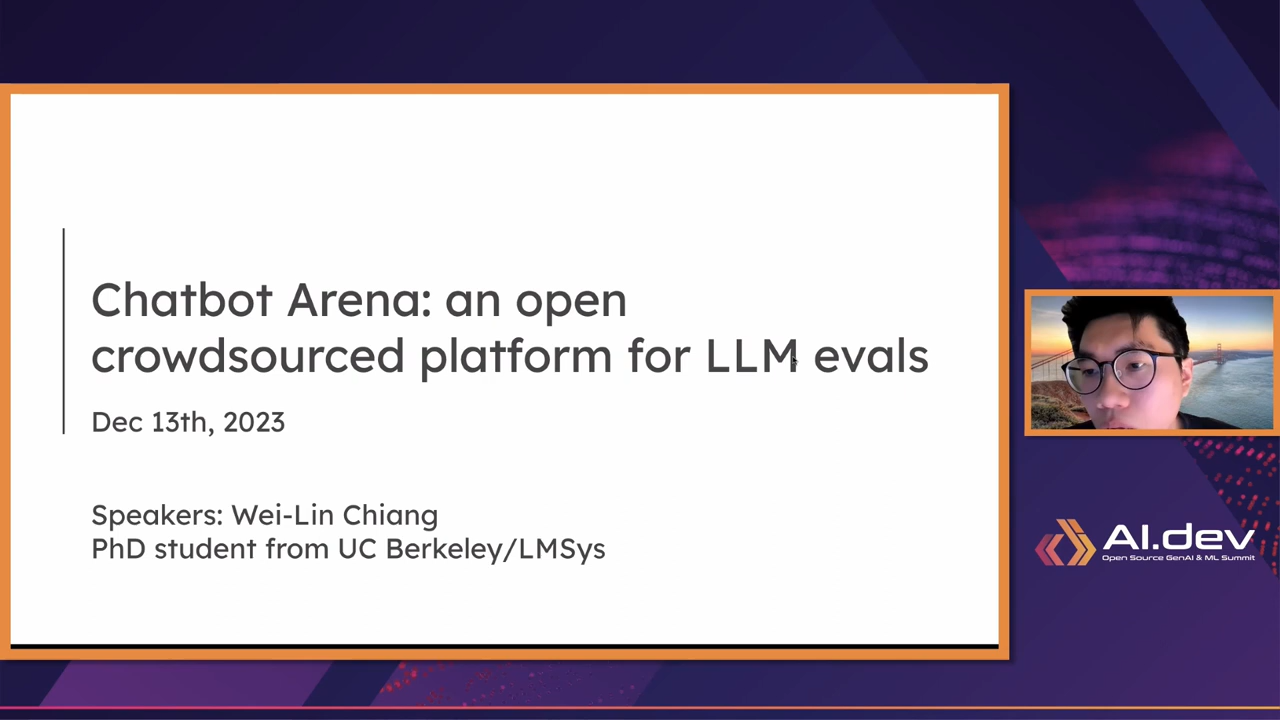 Chatbot Arena: an open
crowdsourced platform for LLM evals
Dec 13th, 2023
Speakers: Wei-Lin Chiang
PhD student from UC Berkeley/LMSys
AI.dev
Open Source GenAI & ML Summit